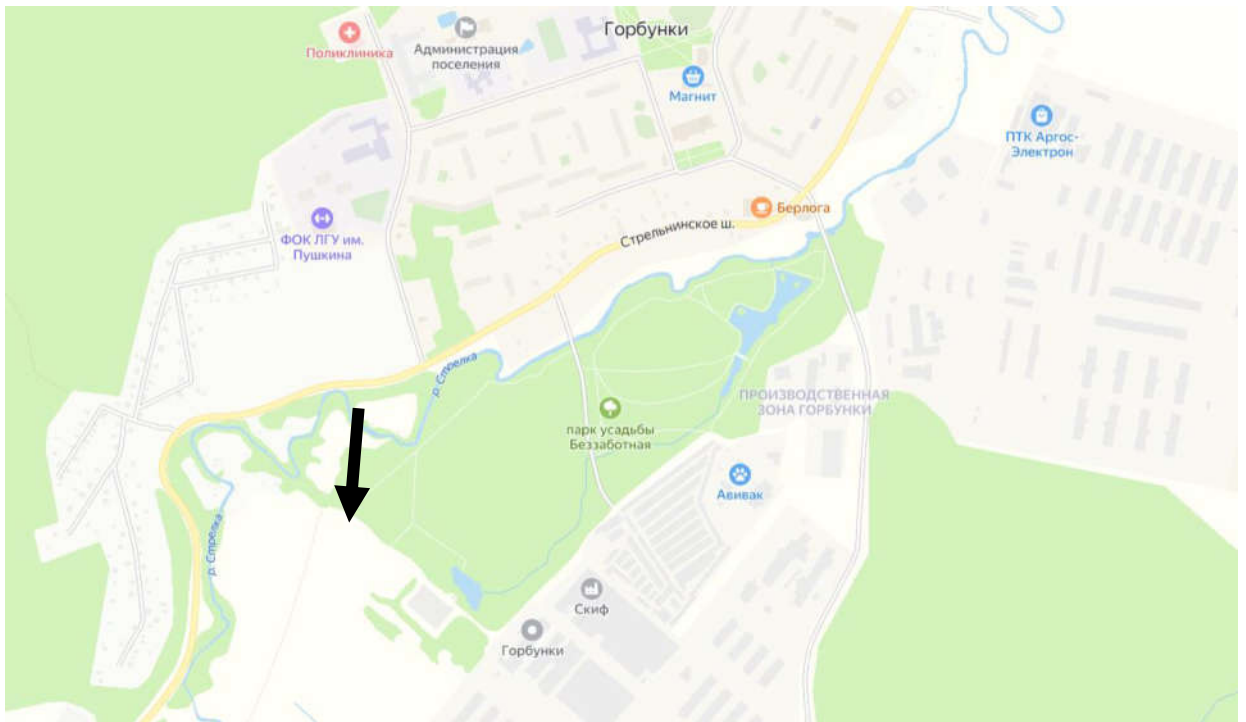 Горбунки
Поликлиника
Администрация
поселения
Магнит
ПТК Аргос-
Электрон
Берлога
Стрельнинское ш.
ФОК ЛГУ им.
Пушкина
р. Стрелка
ПРОИЗВОДСТВЕННАЯ
ЗОНА ГОРБУНКИ
парк усадьбы
Беззаботная
Авивак
р. Стрелка
Скиф
Горбунки